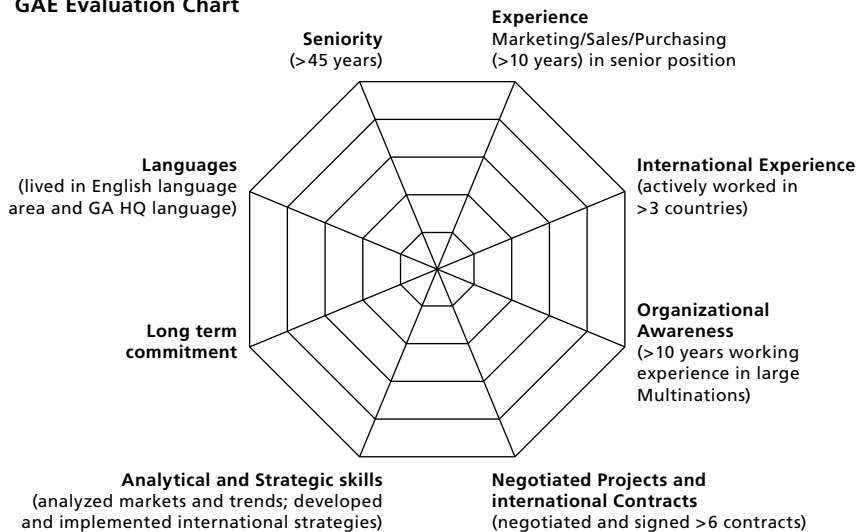 GAE Evaluation Chart
Experience
Marketing/Sales/Purchasing
(>10 years) in senior position
Seniority
(>45 years)
Languages
(lived in English language
area and GA HQ language)
International Experience
(actively worked in
>3 countries)
Long term
commitment
Organizational
Awareness
(>10 years working
experience in large
Multinations)
Analytical and Strategic skills
(analyzed markets and trends; developed
and implemented international strategies)
Negotiated Projects and
international Contracts
(negotiated and signed >6 contracts)